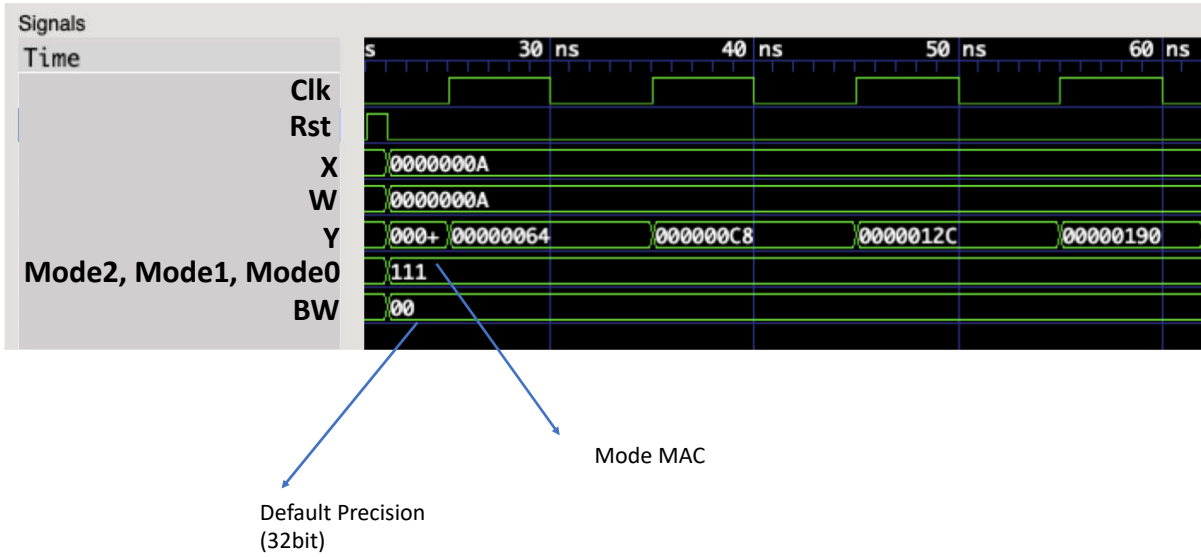 Signals
Time
s 30 ns 40 ns 50 ns 60 ns
Clk
Rst
X 0000000A
W 0000000A
Y 000+ 00000064 000000C8 0000012C 00000190
Mode2, Mode1, Mode0 111
BW 00
Mode MAC
Default Precision
(32bit)